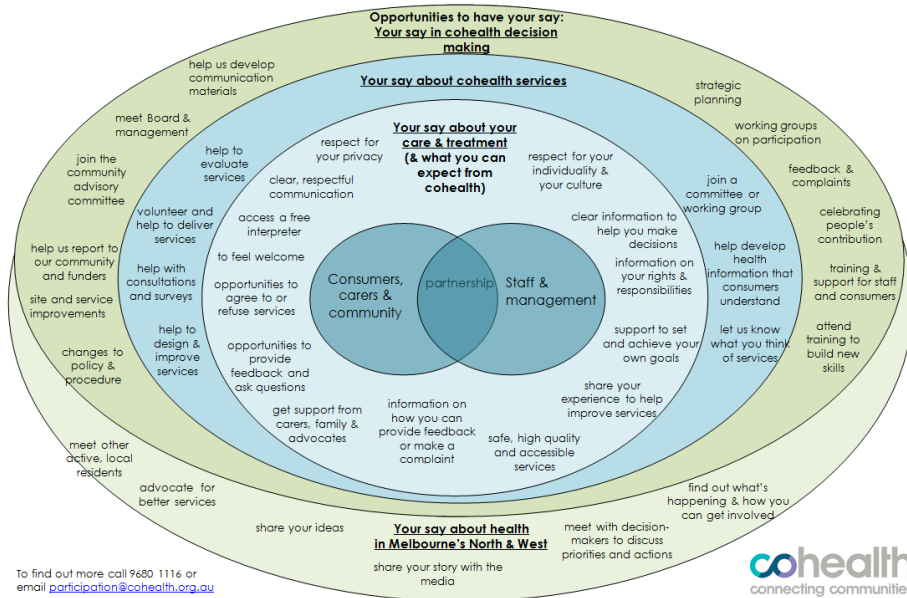 Opportunities to have your say:
Your say in cohealth decision
making
help us develop
communication
materials
meet Board &
management
join the
community
advisory
committee
help us report to
our community
and funders
site and service
improvements
changes to
policy &
procedure
strategic
planning
working groups
on participation
feedback &
complaints
celebrating
people's
contribution
training &
support for staff
and consumers
attend
training to
build new
skills
Your say about cohealth services
help to
evaluate
services
volunteer and
help to deliver
services
help with
consultations
and surveys
help to
design &
improve
services
join a
committee or
working group
help develop
health
information that
consumers
understand
let us know
what you think
of services
Your say about your
care & treatment
(& what you can
expect from
cohealth)
respect for
your privacy
clear, respectful
communication
access a free
interpreter
to feel welcome
opportunities to
agree to or
refuse services
opportunities to
provide
feedback and
ask questions
get support from
carers, family &
advocates
information on
how you can
provide feedback
or make a
complaint
safe, high quality
and accessible
services
share your
experience to help
improve services
support to set
and achieve your
own goals
information on
your rights &
responsibilities
clear information to
help you make
decisions
respect for your
individuality &
your culture
Consumers,
carers &
community
partnership
Staff &
management
meet other
active, local
residents
advocate for
better services
share your ideas
Your say about health
in Melbourne's North & West
share your story with the
media
meet with decision-
makers to discuss
priorities and actions
find out what's
happening & how you
can get involved
To find out more call 9680 1116 or
email participation@cohealth.org.au
cohealth
connecting communitie